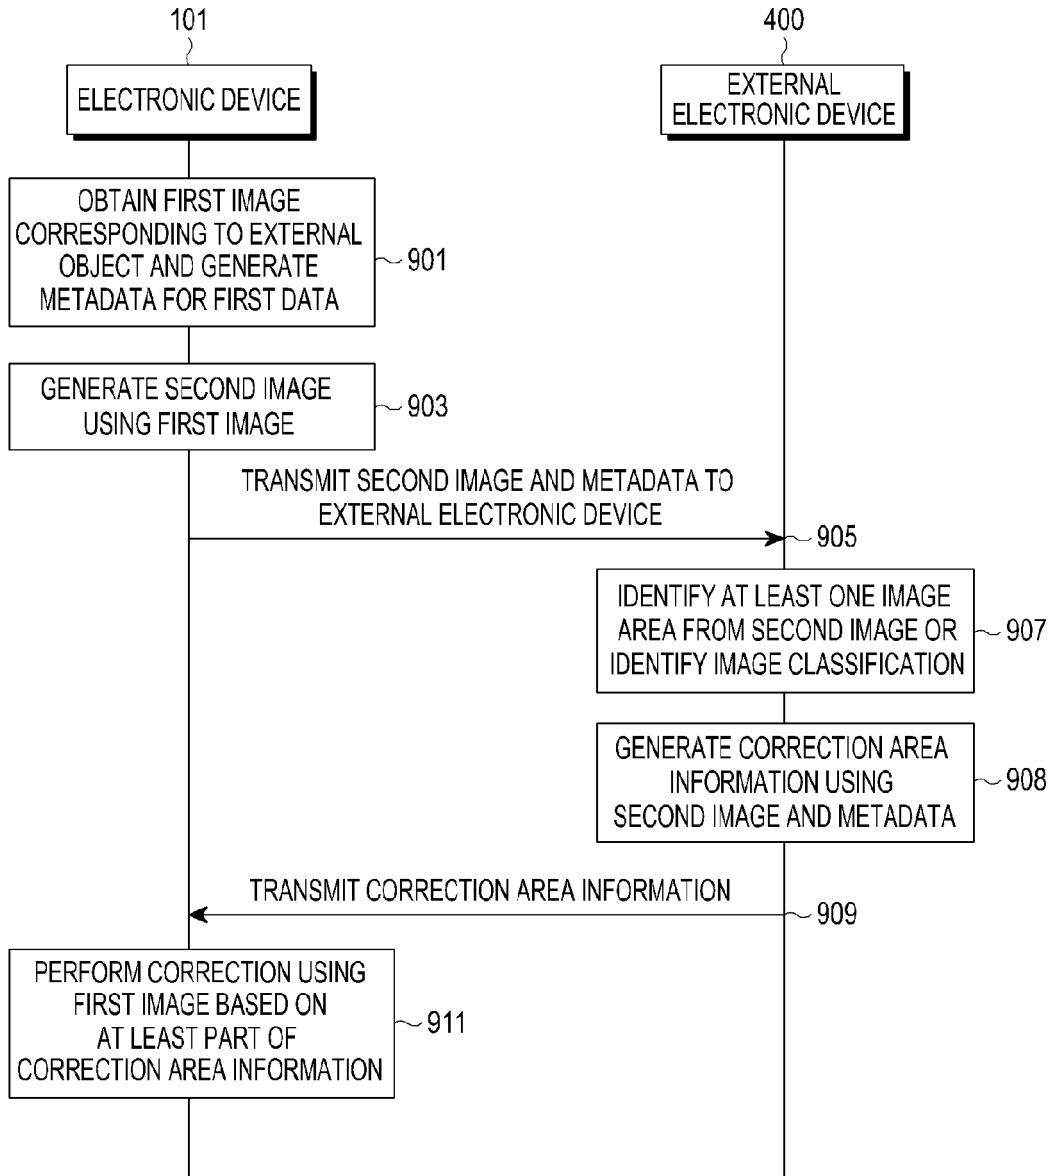 101
400
ELECTRONIC DEVICE
EXTERNAL
ELECTRONIC DEVICE
OBTAIN FIRST IMAGE
CORRESPONDING TO EXTERNAL
OBJECT AND GENERATE
METADATA FOR FIRST DATA
901
GENERATE SECOND IMAGE
USING FIRST IMAGE
903
TRANSMIT SECOND IMAGE AND METADATA TO
EXTERNAL ELECTRONIC DEVICE
905
IDENTIFY AT LEAST ONE IMAGE
AREA FROM SECOND IMAGE OR
IDENTIFY IMAGE CLASSIFICATION
907
GENERATE CORRECTION AREA
INFORMATION USING
SECOND IMAGE AND METADATA
908
TRANSMIT CORRECTION AREA INFORMATION
909
PERFORM CORRECTION USING
FIRST IMAGE BASED ON
AT LEAST PART OF
CORRECTION AREA INFORMATION
911